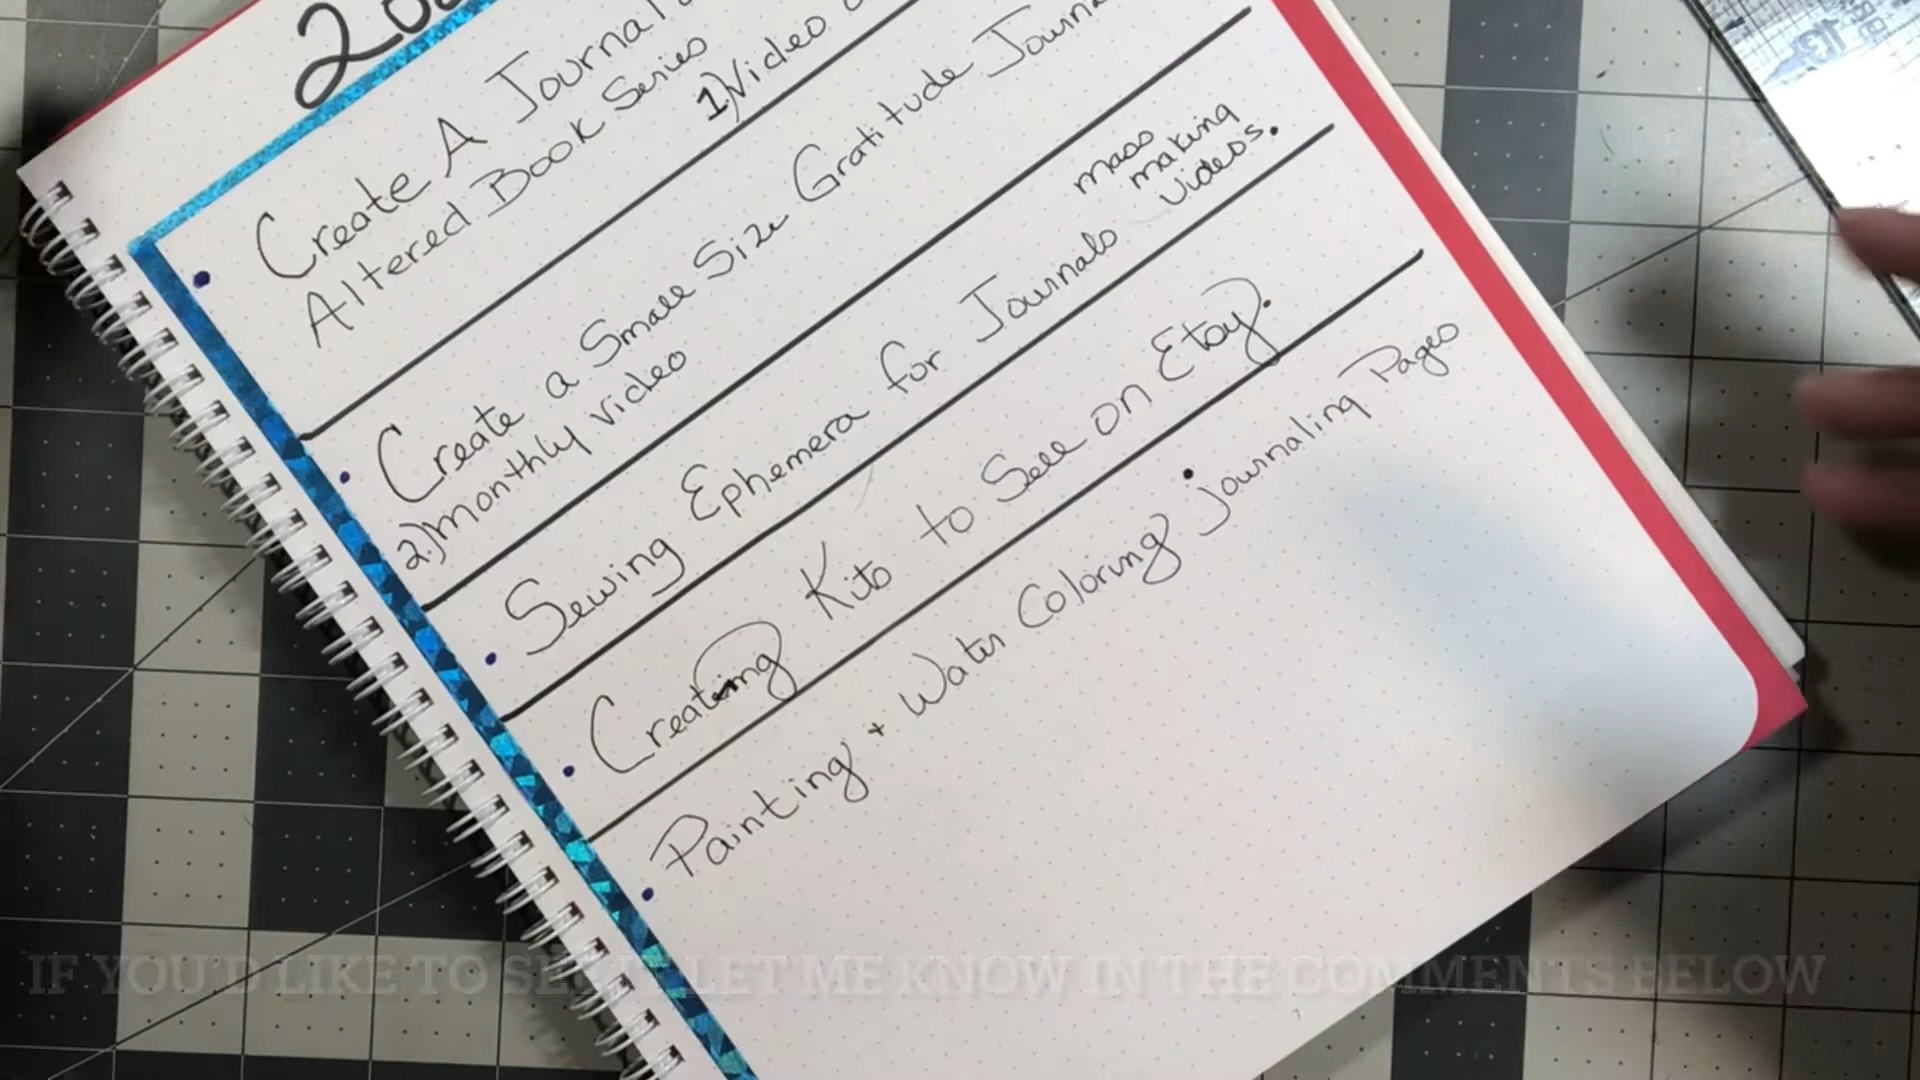 Create A Journal
Altered Book Series
1) Video
Create a Small Size Gratitude
2) monthly video
Sewing Ephemera for Journals
mass
making
videos.
Creating Kits to Sell on Etsy.
Painting + Water Coloring journaling Pages
IF YOU'D LIKE TO SEE IT LET ME KNOW IN THE COMMENTS BELOW
13